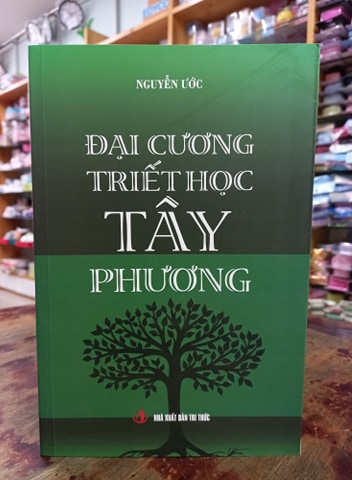 NGUYỄN ƯỚC
ĐẠI CƯƠNG
TRIẾT HỌC
TÂY
PHƯƠNG
NHÀ XUẤT BẢN TRI THỨC